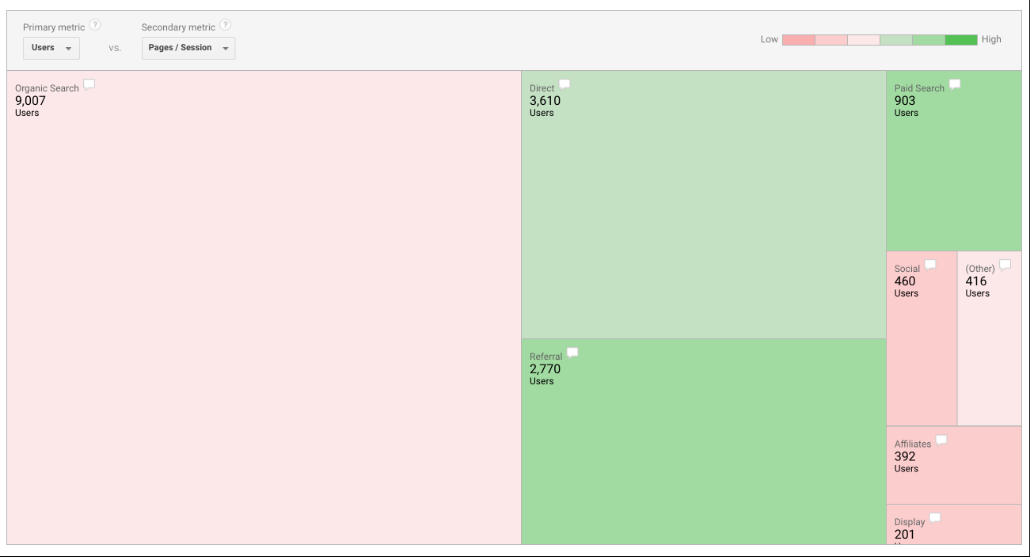 Primary metric ?
Secondary metric ?
Users
vs.
Pages / Session
Low
High
Organic Search
9,007
Users
Direct
3,610
Users
Paid Search
903
Users
Social
460
Users
(Other)
416
Users
Referral
2,770
Users
Affiliates
392
Users
Display
201